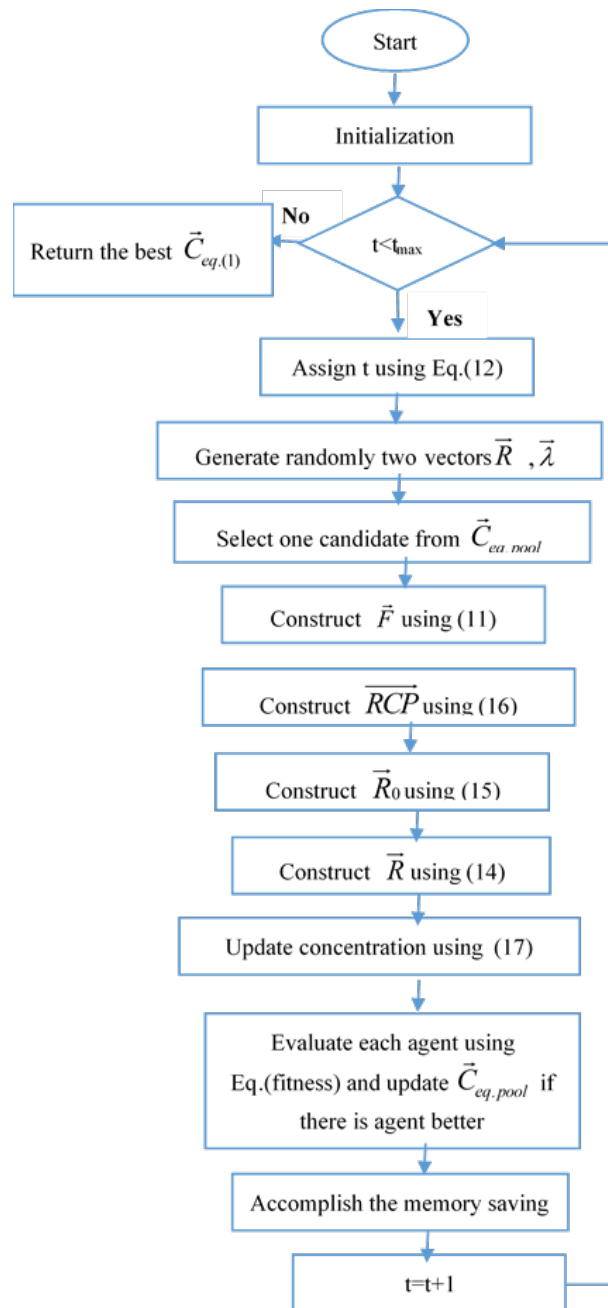 Start
Initialization
No
Return the best C⃗eq.(1)
t<tmax
Yes
Assign t using Eq.(12)
Generate randomly two vectors R⃗ , λ⃗
Select one candidate from C⃗eq.pool
Construct F⃗ using (11)
Construct R⃗C⃗P⃗ using (16)
Construct R⃗0 using (15)
Construct R⃗ using (14)
Update concentration using (17)
Evaluate each agent using
Eq.(fitness) and update C⃗eq.pool if
there is agent better
Accomplish the memory saving
t=t+1